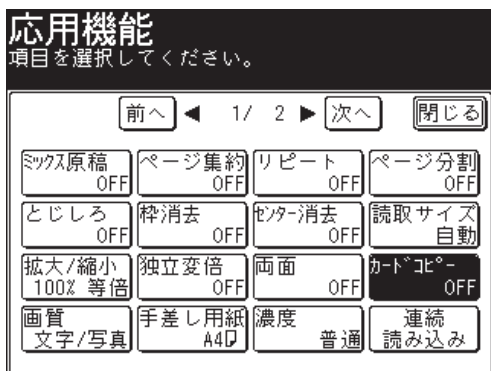 応用機能
項目を選択してください。
前へ ◀ 1/ 2 ▶ 次へ 閉じる
ﾐｯｸｽ原稿 ページ集約 リピート ページ分割
OFF OFF OFF OFF
とじしろ 枠消去 ｾﾝﾀｰ消去 読取サイズ
OFF OFF OFF 自動
拡大/縮小 独立変倍 両面 ｶｰﾄﾞｺﾋﾟｰ
100% 等倍 OFF OFF OFF
画質 手差し用紙 濃度 連続
文字/写真 A4 普通 読み込み